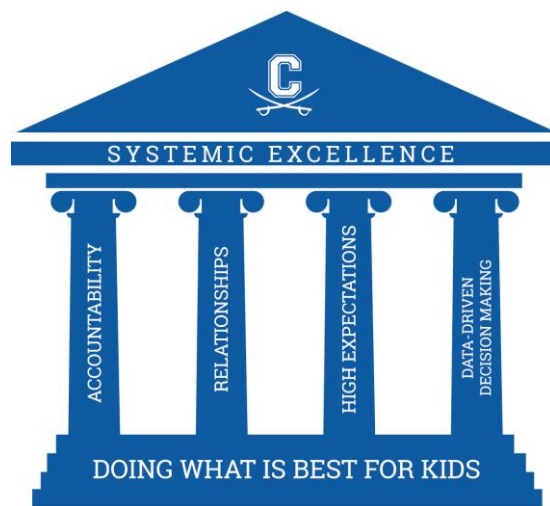 C
SYSTEMIC EXCELLENCE
ACCOUNTABILITY
RELATIONSHIPS
HIGH EXPECTATIONS
DATA-DRIVEN
DECISION MAKING
DOING WHAT IS BEST FOR KIDS